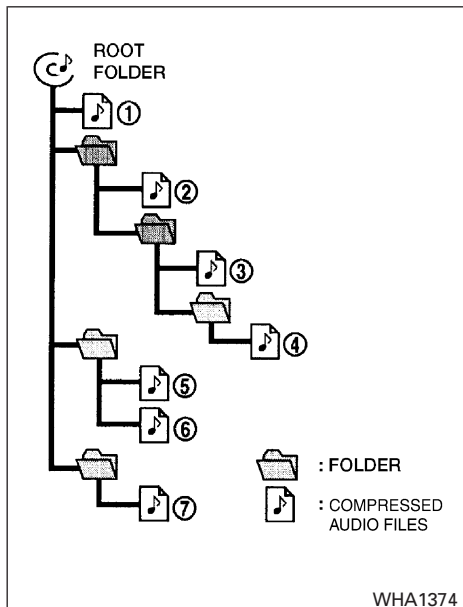 ROOT
FOLDER
①
②
③
④
⑤
⑥
⑦
: FOLDER
: COMPRESSED
AUDIO FILES
WHA1374